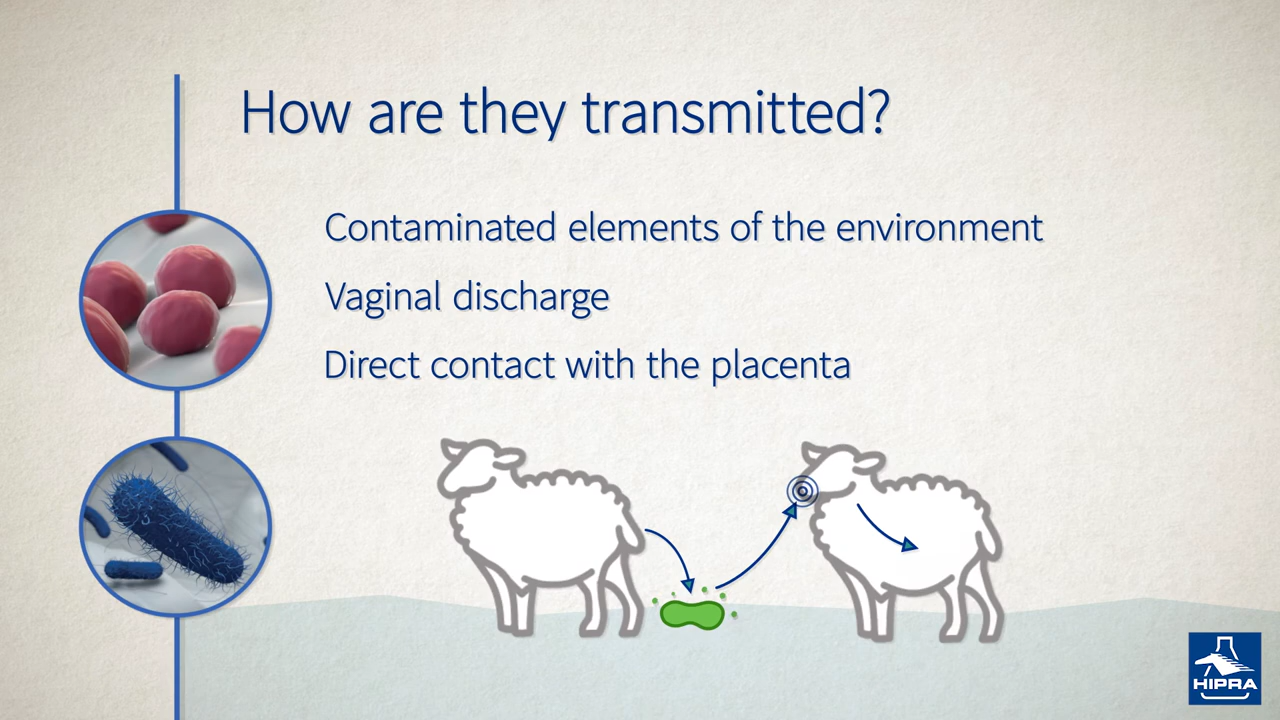 How are they transmitted?
Contaminated elements of the environment
Vaginal discharge
Direct contact with the placenta
HIPRA